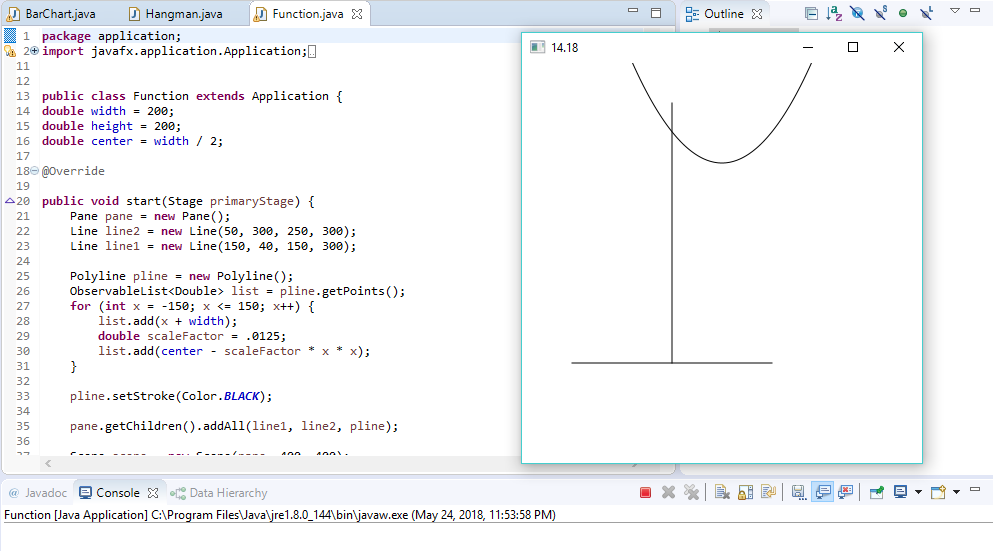 BarChart.java Hangman.java Function.java Outline
14.18
1 package application;
2 import javafx.application.Application;
11
12
13 public class Function extends Application {
14 double width = 200;
15 double height = 200;
16 double center = width / 2;
17
18 @Override
19
20 public void start(Stage primaryStage) {
21 Pane pane = new Pane();
22 Line line2 = new Line(50, 300, 250, 300);
23 Line line1 = new Line(150, 40, 150, 300);
24
25 Polyline pline = new Polyline();
26 ObservableList<Double> list = pline.getPoints();
27 for (int x = -150; x <= 150; x++) {
28 list.add(x + width);
29 double scaleFactor = .0125;
30 list.add(center - scaleFactor * x * x);
31 }
32
33 pline.setStroke(Color.BLACK);
34
35 pane.getChildren().addAll(line1, line2, pline);
36
37 Scene scene = new Scene(pane, 400, 400);
@ Javadoc Console Data Hierarchy
Function [Java Application] C:\Program Files\Java\jre1.8.0_144\bin\javaw.exe (May 24, 2018, 11:53:58 PM)